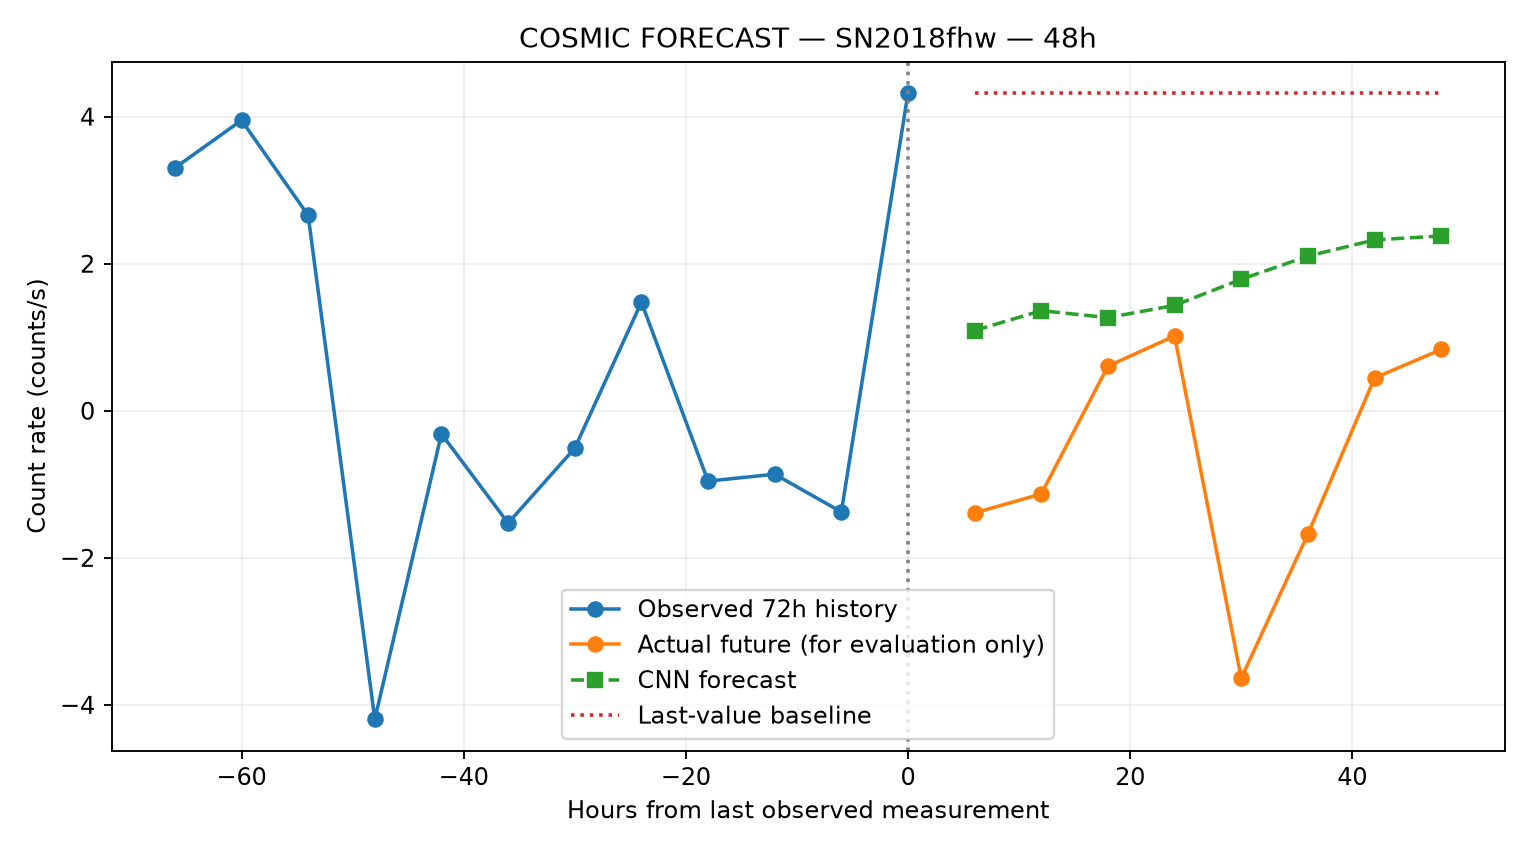 COSMIC FORECAST — SN2018fhw — 48h
Count rate (counts/s)
4
2
0
−2
−4
Observed 72h history
Actual future (for evaluation only)
CNN forecast
Last-value baseline
−60 −40 −20 0 20 40
Hours from last observed measurement